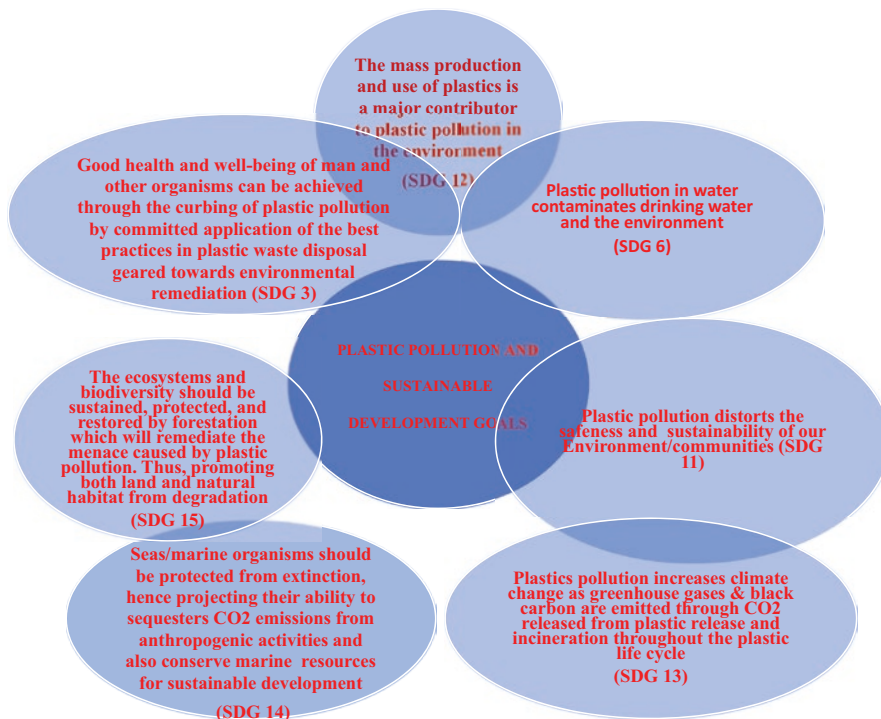 The mass production
and use of plastics is
a major contributor
to plastic pollution in
the environment
(SDG 12)
Good health and well-being of man and
other organisms can be achieved
through the curbing of plastic pollution
by committed application of the best
practices in plastic waste disposal
geared towards environmental
remediation (SDG 3)
Plastic pollution in water
contaminates drinking water
and the environment
(SDG 6)
PLASTIC POLLUTION AND
SUSTAINABLE
DEVELOPMENT GOALS
The ecosystems and
biodiversity should be
sustained, protected, and
restored by forestation
which will remediate the
menace caused by plastic
pollution. Thus, promoting
both land and natural
habitat from degradation
(SDG 15)
Plastic pollution distorts the
safeness and sustainability of our
Environment/communities (SDG
11)
Seas/marine organisms should
be protected from extinction,
hence projecting their ability to
sequesters CO2 emissions from
anthropogenic activities and
also conserve marine resources
for sustainable development
(SDG 14)
Plastics pollution increases climate
change as greenhouse gases & black
carbon are emitted through CO2
released from plastic release and
incineration throughout the plastic
life cycle
(SDG 13)